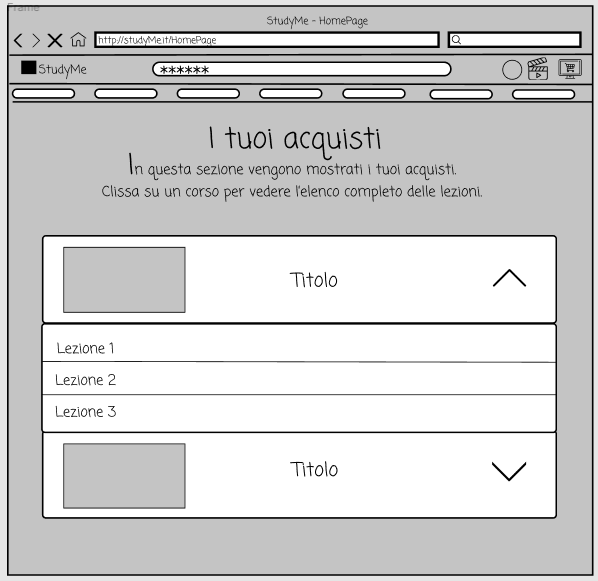 Frame
StudyMe - HomePage
http://studyMe.it/HomePage
StudyMe
******
I tuoi acquisti
In questa sezione vengono mostrati i tuoi acquisti.
Clissa su un corso per vedere l'elenco completo delle lezioni.
Titolo
Lezione 1
Lezione 2
Lezione 3
Titolo